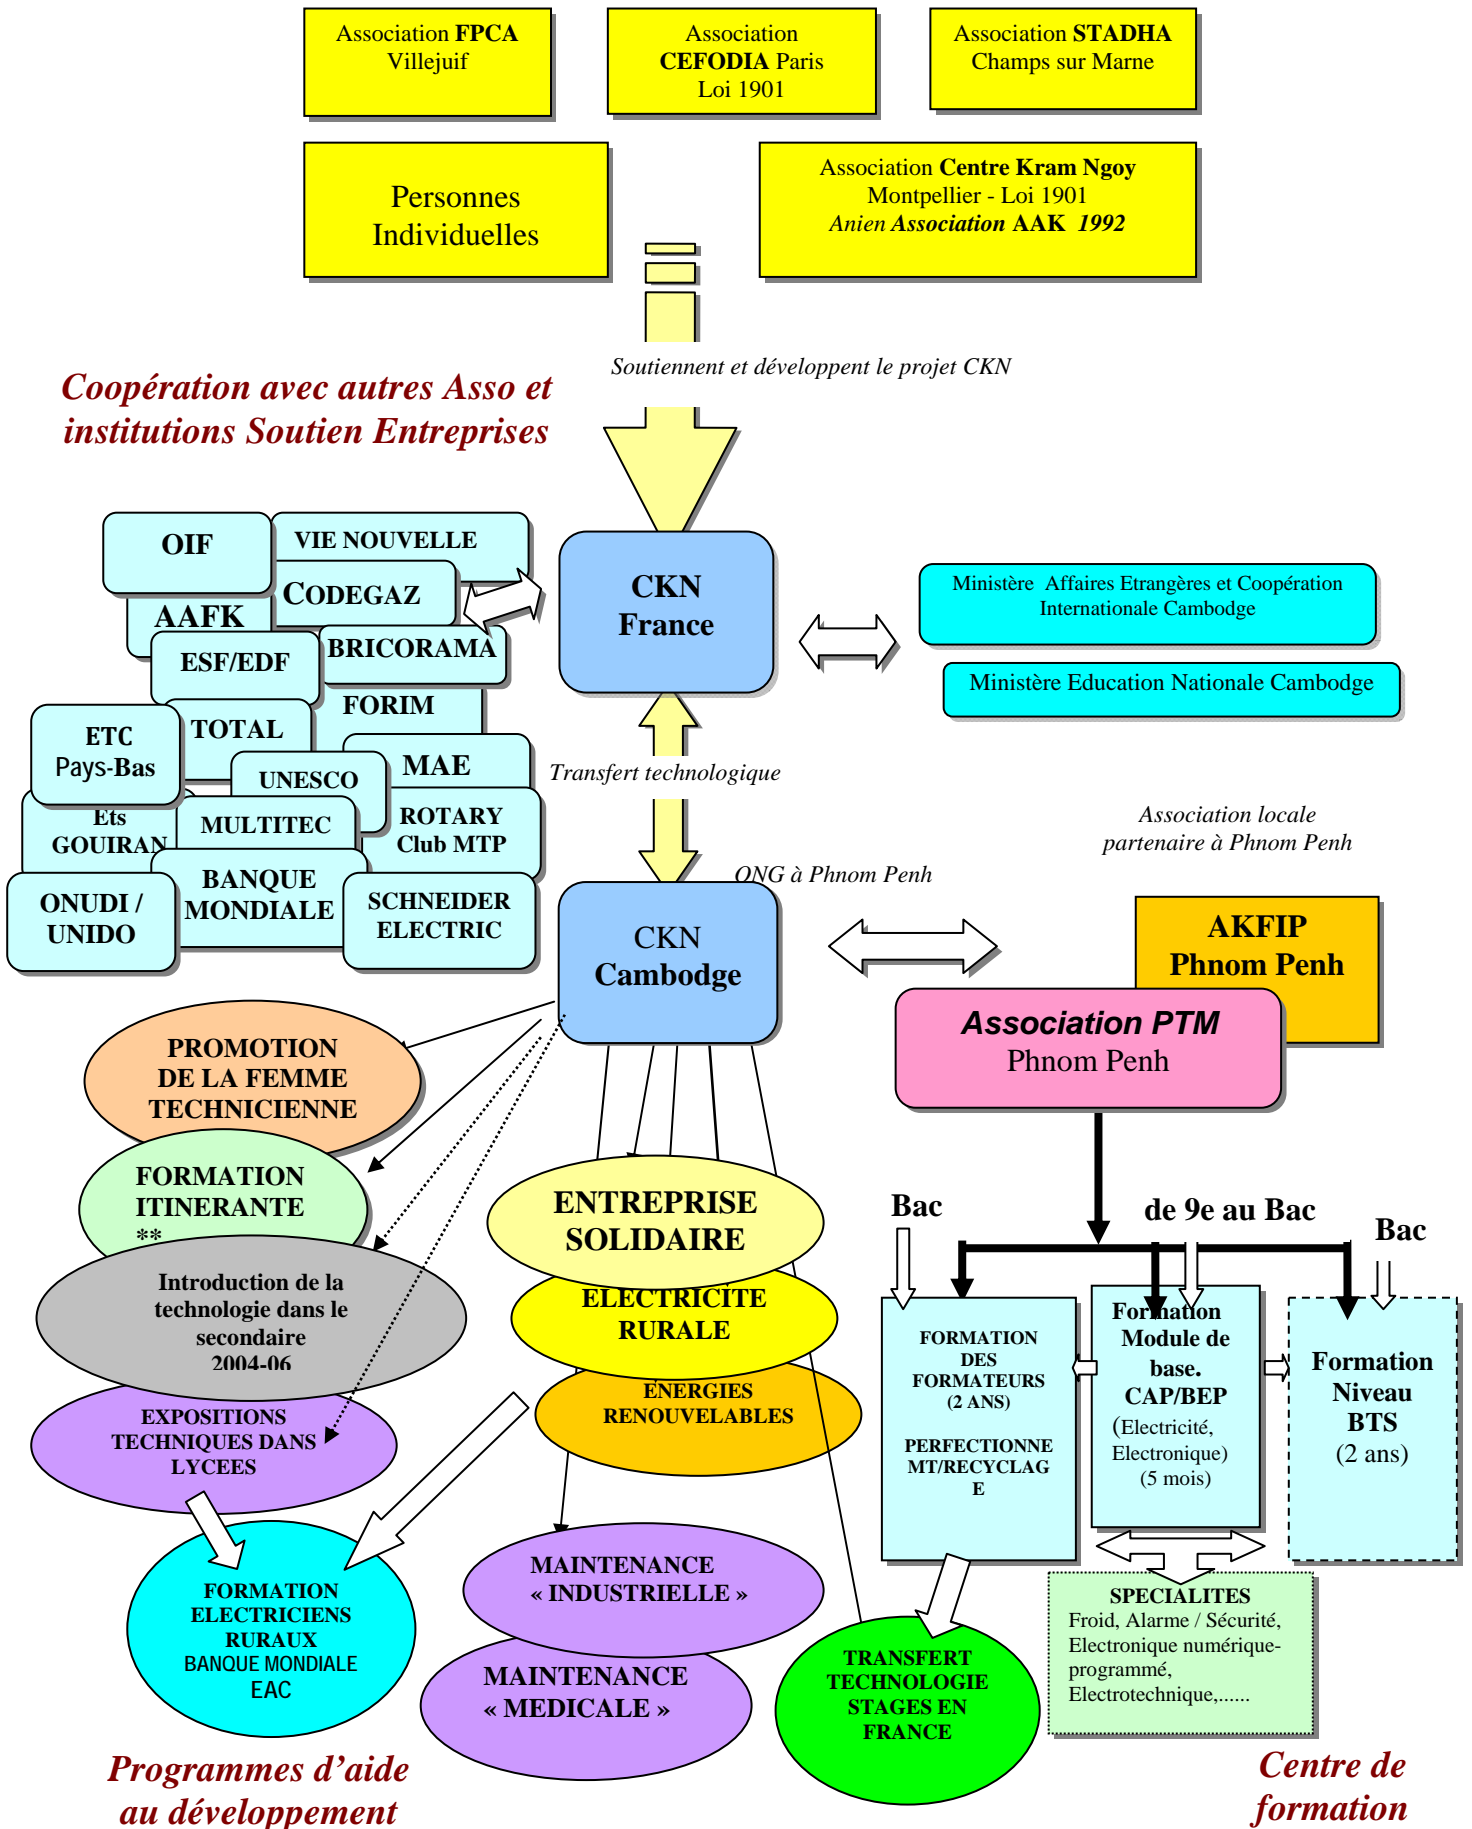 Association FPCA
Villejuif
Association
CEFODIA Paris
Loi 1901
Association STADHA
Champs sur Marne
Personnes
Individuelles
Association Centre Kram Ngoy
Montpellier - Loi 1901
Anien Association AAK 1992
Soutiennent et développent le projet CKN
Coopération avec autres Asso et
institutions Soutien Entreprises
OIF
VIE NOUVELLE
CODEGAZ
AAFK
BRICORAMA
ESF/EDF
FORIM
TOTAL
ETC
Pays-Bas
MAE
UNESCO
Ets
GOUIRAN
MULTITEC
ROTARY
Club MTP
BANQUE
MONDIALE
ONUDI /
UNIDO
SCHNEIDER
ELECTRIC
CKN
France
Ministère Affaires Etrangères et Coopération
Internationale Cambodge
Ministère Education Nationale Cambodge
Transfert technologique
ONG à Phnom Penh
Association locale
partenaire à Phnom Penh
CKN
Cambodge
AKFIP
Phnom Penh
Association PTM
Phnom Penh
PROMOTION
DE LA FEMME
TECHNICIENNE
FORMATION
ITINERANTE
**
Introduction de la
technologie dans le
secondaire
2004-06
EXPOSITIONS
TECHNIQUES DANS
LYCEES
FORMATION
ELECTRICIENS
RURAUX
BANQUE MONDIALE
EAC
ENTREPRISE
SOLIDAIRE
ELECTRICITE
RURALE
ÉNERGIES
RENOUVELABLES
MAINTENANCE
« INDUSTRIELLE »
MAINTENANCE
« MEDICALE »
TRANSFERT
TECHNOLOGIE
STAGES EN
FRANCE
Bac
de 9e au Bac
Bac
FORMATION
DES
FORMATEURS
(2 ANS)
PERFECTIONNE
MT/RECYCLAG
E
Formation
Module de
base.
CAP/BEP
(Electricité,
Electronique)
(5 mois)
Formation
Niveau
BTS
(2 ans)
SPECIALITES
Froid, Alarme / Sécurité,
Electronique numérique-
programmé,
Electrotechnique,......
Programmes d'aide
au développement
Centre de
formation